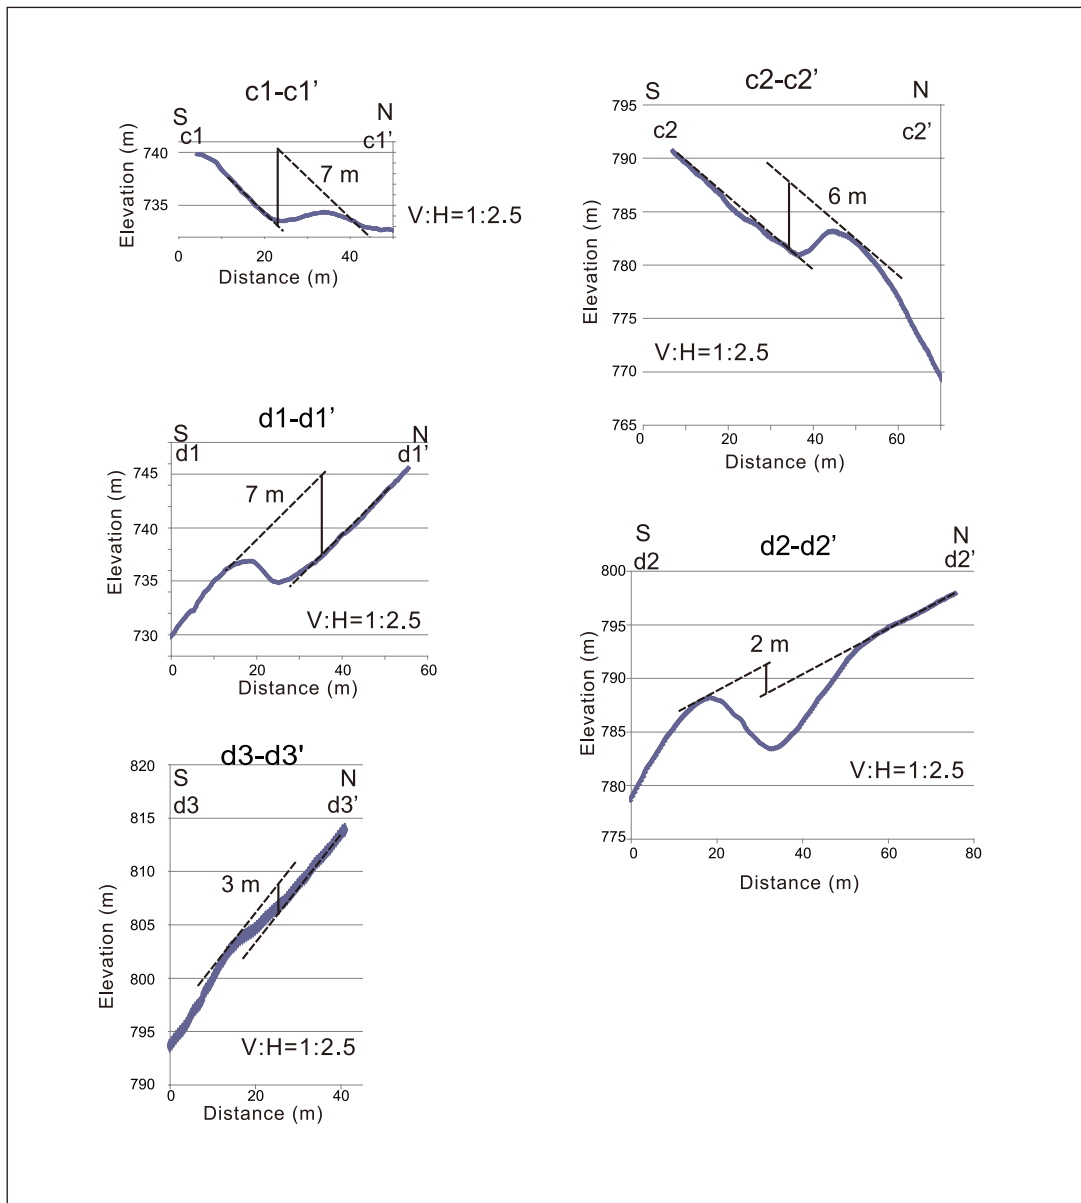 c1-c1’
S N
c1 c1’
740
735
7 m
Elevation (m)
0 20 40
Distance (m)
V:H=1:2.5
c2-c2’
S N
c2 c2’
795
790
785
780
775
770
765
6 m
Elevation (m)
V:H=1:2.5
0 20 40 60
Distance (m)
d1-d1’
S N
d1 d1’
745
740
735
730
7 m
Elevation (m)
V:H=1:2.5
0 20 40 60
Distance (m)
d2-d2’
S N
d2 d2’
800
795
790
785
780
775
2 m
Elevation (m)
V:H=1:2.5
0 20 40 60 80
Distance (m)
d3-d3'
S N
d3 d3’
820
815
810
805
800
795
790
3 m
Elevation (m)
V:H=1:2.5
0 20 40
Distance (m)